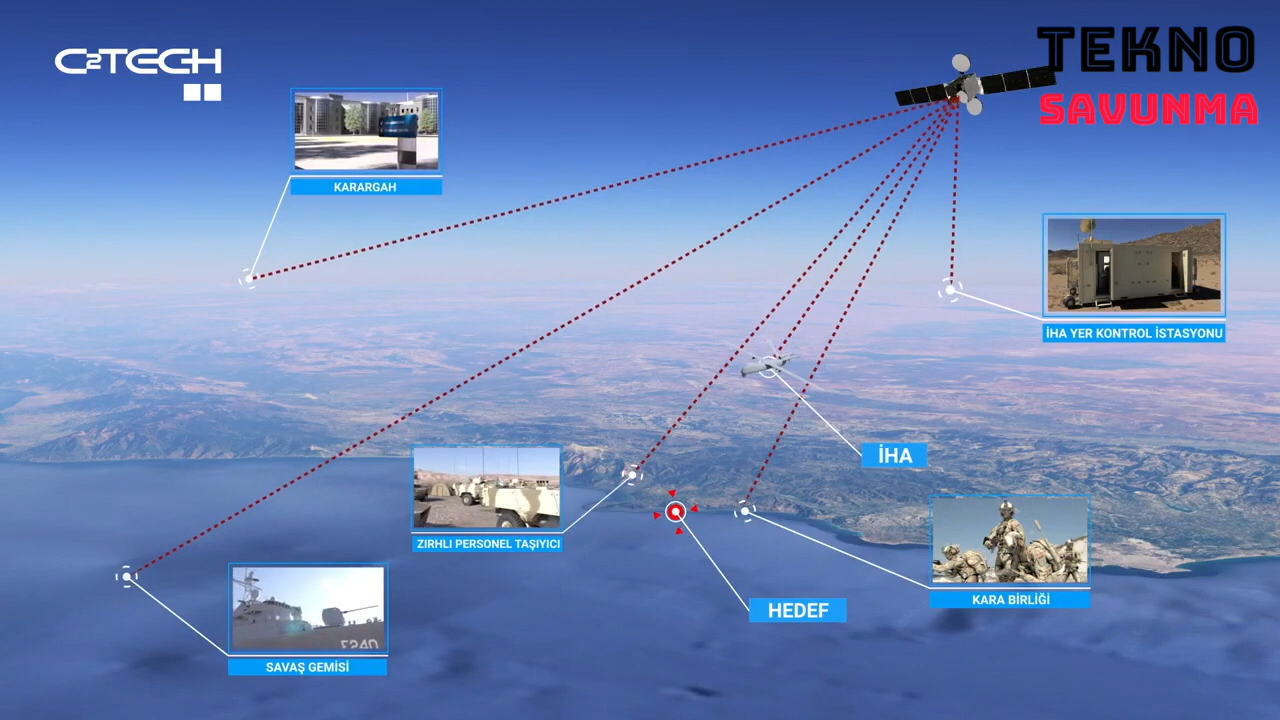 C2TECH
TEKNO
SAVUNMA
KARARGAH
İHA YER KONTROL İSTASYONU
İHA
ZIRHLI PERSONEL TAŞIYICI
HEDEF
KARA BİRLİĞİ
SAVAŞ GEMİSİ